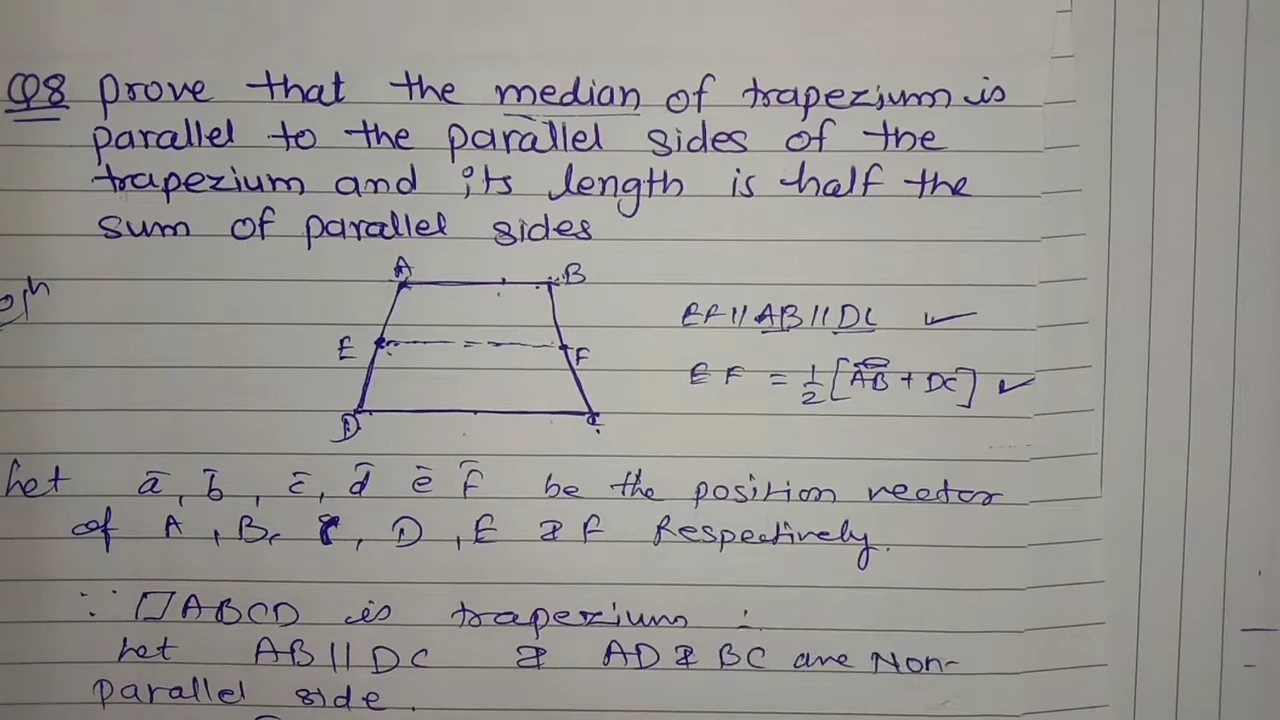 Q8 prove that the median of trapezium is
parallel to the parallel sides of the
trapezium and its length is half the
sum of parallel sides
A B
EF // AB // DC ✓
E F
EF = 1/2 [AB + DC] ✓
D C
Let ā, b̄, c̄, d̄ ē f̄ be the position vector
of A, B, C, D, E & F Respectively.
∵ □ABCD is trapezium ∴
Let AB || DC & AD & BC are Non-
parallel side.